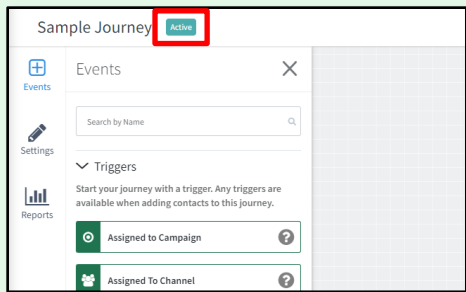 Sample Journey Active
Events
Events
Search by Name
Settings
Triggers
Start your journey with a trigger. Any triggers are
available when adding contacts to this journey.
Reports
Assigned to Campaign ?
Assigned To Channel ?